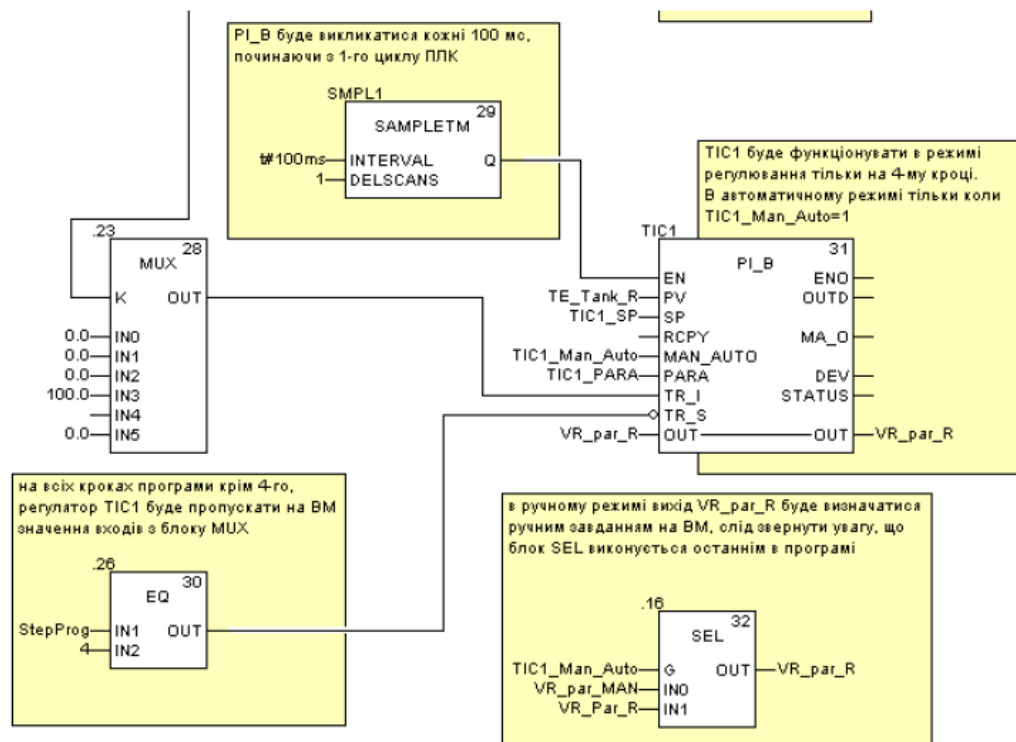 PI_B буде викликатися кожні 100 мс,
починаючи з 1-го циклу ПЛК
SMPL1
29
SAMPLETM
t#100ms
INTERVAL
Q
1
DELSCANS
TIC1 буде функціонувати в режимі
регулювання тільки на 4-му кроці.
В автоматичному режимі тільки коли
TIC1_Man_Auto=1
.23
28
MUX
K
OUT
0.0
IN0
0.0
IN1
0.0
IN2
100.0
IN3
IN4
0.0
IN5
TIC1
31
PI_B
EN
ENO
TE_Tank_R
PV
OUTD
TIC1_SP
SP
RCPY
MA_O
TIC1_Man_Auto
MAN_AUTO
TIC1_PARA
PARA
DEV
TR_I
STATUS
TR_S
VR_par_R
OUT
OUT
VR_par_R
на всіх кроках програми крім 4-го,
регулятор TIC1 буде пропускати на ВМ
значення входів з блоку MUX
.26
30
EQ
StepProg
IN1
OUT
4
IN2
в ручному режимі вихід VR_par_R буде визначатися
ручним завданням на ВМ, слід звернути увагу, що
блок SEL виконується останнім в програмі
.16
32
SEL
TIC1_Man_Auto
G
OUT
VR_par_R
VR_par_MAN
IN0
VR_Par_R
IN1